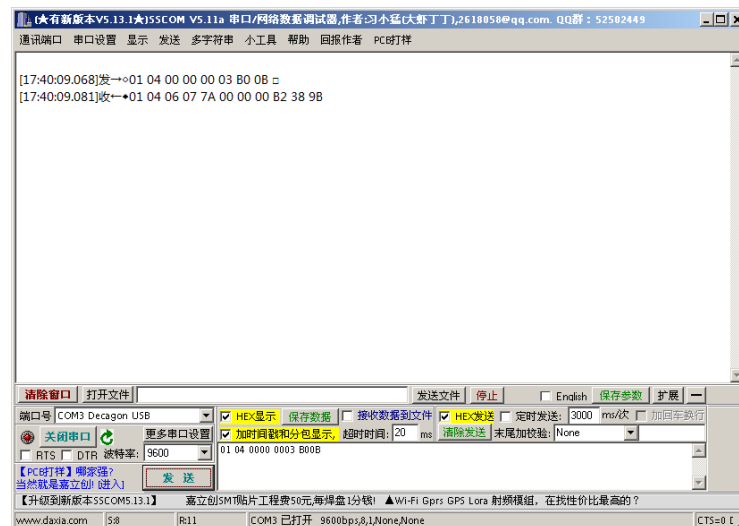 (★有新版本V5.13.1★)SSCOM V5.11a 串口/网络数据调试器,作者:习小猛(大虾丁丁),2618058@qq.com. QQ群：52502449
通讯端口 串口设置 显示 发送 多字符串 小工具 帮助 回报作者 PCB打样
[17:40:09.068]发→◇01 04 00 00 00 03 B0 0B □
[17:40:09.081]收←◆01 04 06 07 7A 00 00 00 B2 38 9B
清除窗口 打开文件 发送文件 停止 English 保存参数 扩展 —
端口号 COM3 Decagon USB HEX显示 保存数据 接收数据到文件 HEX发送 定时发送: 3000 ms/次 加回车换行
关闭串口 更多串口设置 加时间戳和分包显示, 超时时间: 20 ms 清除发送 末尾加校验: None
RTS DTR 波特率: 9600 01 04 0000 0003 B00B
【PCB打样】哪家强?
当然就是嘉立创! [进入] 发 送
【升级到新版本SSCOM5.13.1】 嘉立创SMT贴片工程费50元,每焊盘1分钱! ▲Wi-Fi Gprs GPS Lora 射频模组，在找性价比最高的?
www.daxia.com S:8 R:11 COM3 已打开 9600bps,8,1,None,None CTS=0 [